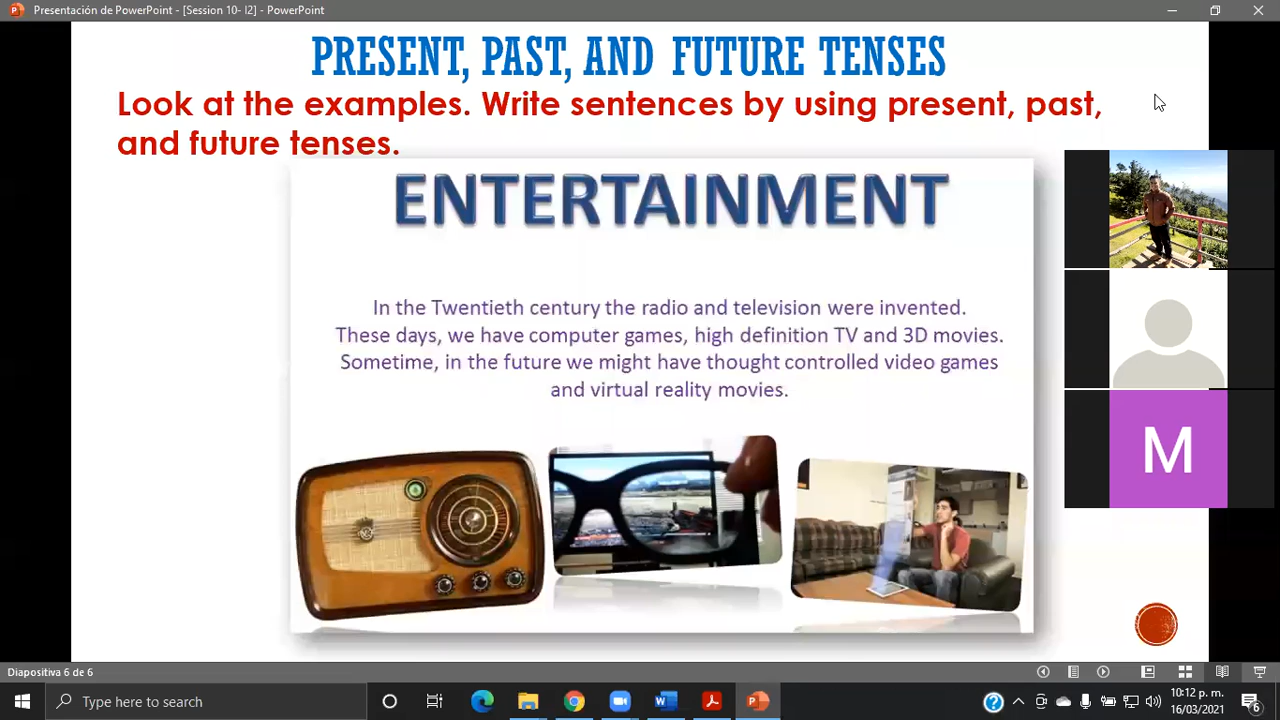 Presentación de PowerPoint - [Session 10- I2] - PowerPoint
PRESENT, PAST, AND FUTURE TENSES
Look at the examples. Write sentences by using present, past,
and future tenses.
ENTERTAINMENT
In the Twentieth century the radio and television were invented.
These days, we have computer games, high definition TV and 3D movies.
Sometime, in the future we might have thought controlled video games
and virtual reality movies.
M
Diapositiva 6 de 6
Type here to search
10:12 p. m.
16/03/2021
6